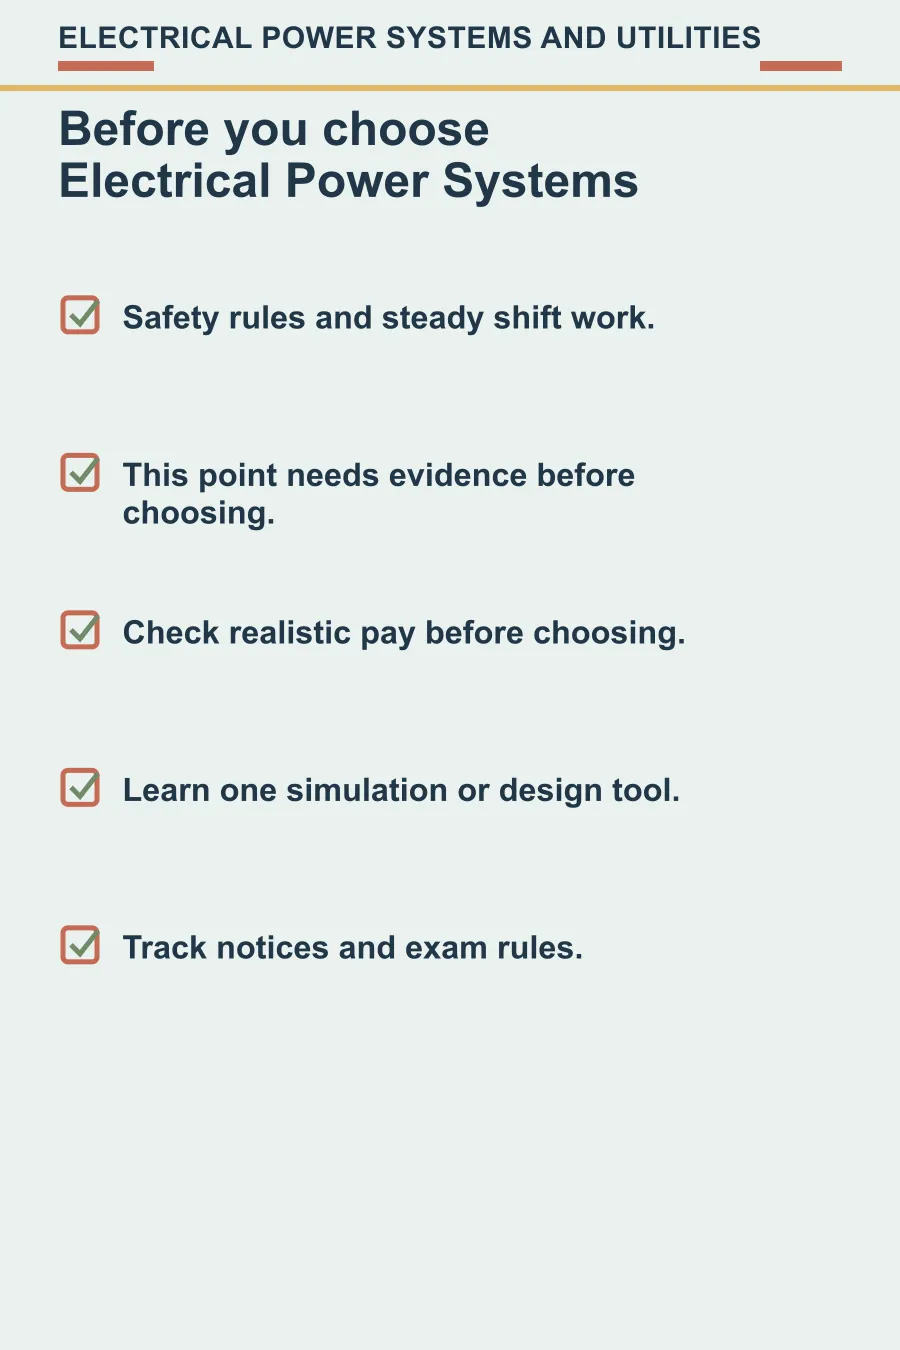 ELECTRICAL POWER SYSTEMS AND UTILITIES
Before you choose
Electrical Power Systems
Safety rules and steady shift work.
This point needs evidence before
choosing.
Check realistic pay before choosing.
Learn one simulation or design tool.
Track notices and exam rules.